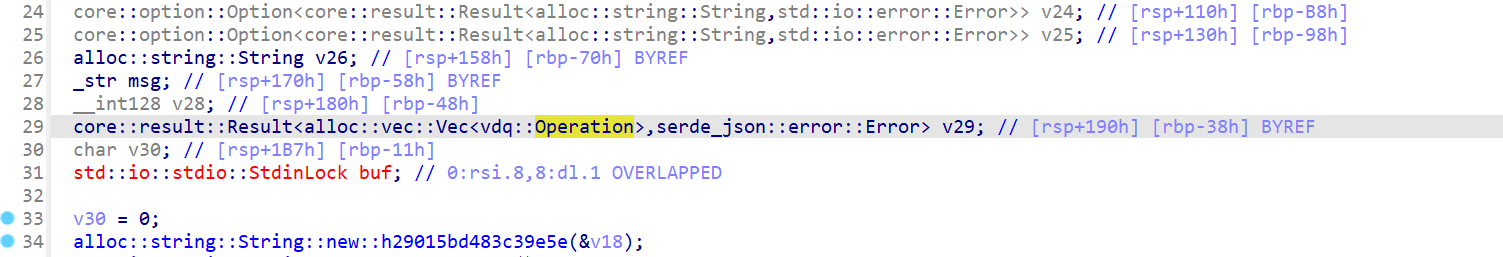 24 core::option::Option<core::result::Result<alloc::string::String,std::io::error::Error>> v24; // [rsp+110h] [rbp-B8h]
25 core::option::Option<core::result::Result<alloc::string::String,std::io::error::Error>> v25; // [rsp+130h] [rbp-98h]
26 alloc::string::String v26; // [rsp+158h] [rbp-70h] BYREF
27 _str msg; // [rsp+170h] [rbp-58h] BYREF
28 __int128 v28; // [rsp+180h] [rbp-48h]
29 core::result::Result<alloc::vec::Vec<vdq::Operation>,serde_json::error::Error> v29; // [rsp+190h] [rbp-38h] BYREF
30 char v30; // [rsp+1B7h] [rbp-11h]
31 std::io::stdio::StdinLock buf; // 0:rsi.8,8:dl.1 OVERLAPPED
32
33 v30 = 0;
34 alloc::string::String::new::h29015bd483c39e5e(&v18);